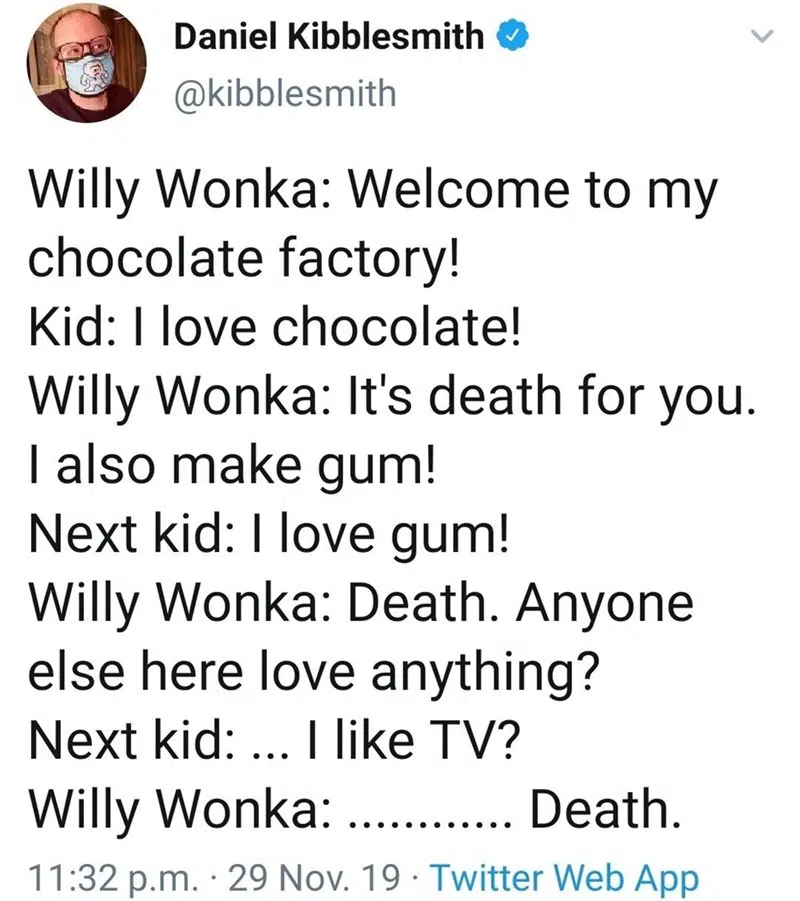 Daniel Kibblesmith
@kibblesmith
Willy Wonka: Welcome to my
chocolate factory!
Kid: I love chocolate!
Willy Wonka: It's death for you.
I also make gum!
Next kid: I love gum!
Willy Wonka: Death. Anyone
else here love anything?
Next kid: ... I like TV?
Willy Wonka: ............ Death.
11:32 p.m. · 29 Nov. 19 · Twitter Web App